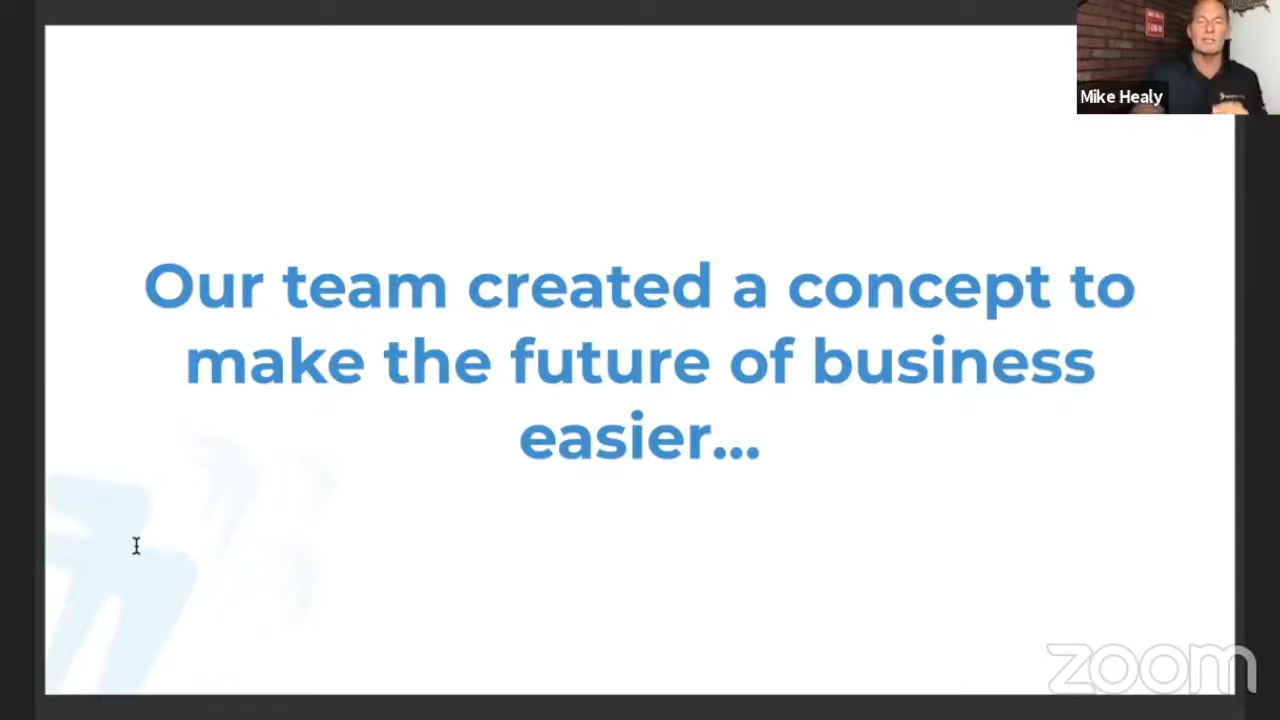 Mike Healy
Our team created a concept to
make the future of business
easier...
zoom